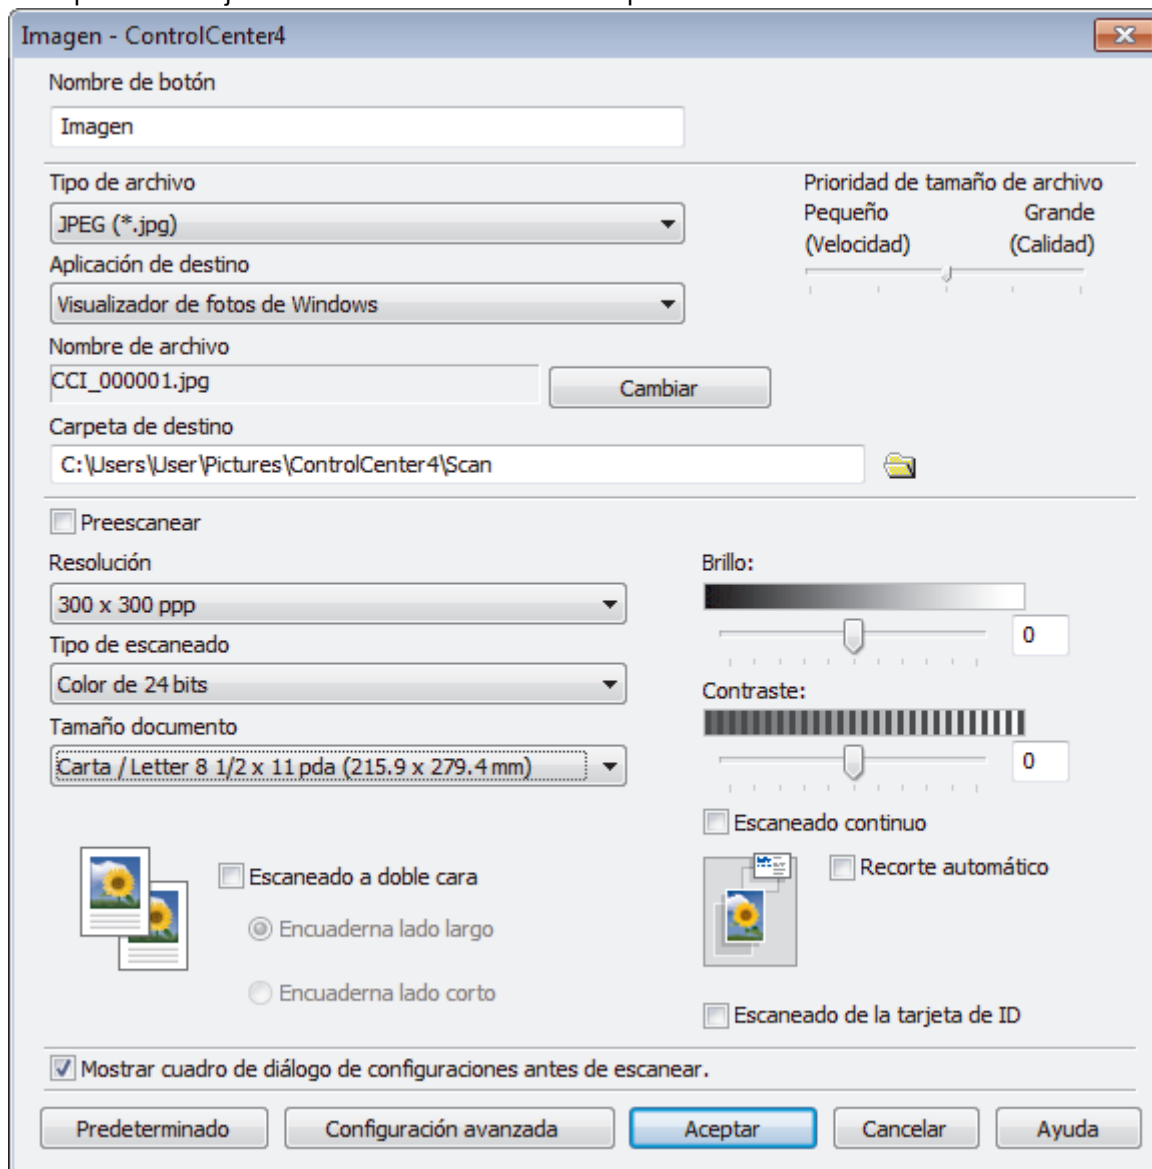 Imagen - ControlCenter4
Nombre de botón
Imagen
Tipo de archivo
JPEG (*.jpg)
Aplicación de destino
Visualizador de fotos de Windows
Nombre de archivo
CCI_000001.jpg
Cambiar
Carpeta de destino
C:\Users\User\Pictures\ControlCenter4\Scan
Prioridad de tamaño de archivo
Pequeño Grande
(Velocidad) (Calidad)
Preescanear
Resolución
300 x 300 ppp
Tipo de escaneado
Color de 24 bits
Tamaño documento
Carta / Letter 8 1/2 x 11 pda (215.9 x 279.4 mm)
Escaneado a doble cara
Encuaderna lado largo
Encuaderna lado corto
Brillo:
0
Contraste:
0
Escaneado continuo
Recorte automático
Escaneado de la tarjeta de ID
Mostrar cuadro de diálogo de configuraciones antes de escanear.
Predeterminado
Configuración avanzada
Aceptar
Cancelar
Ayuda